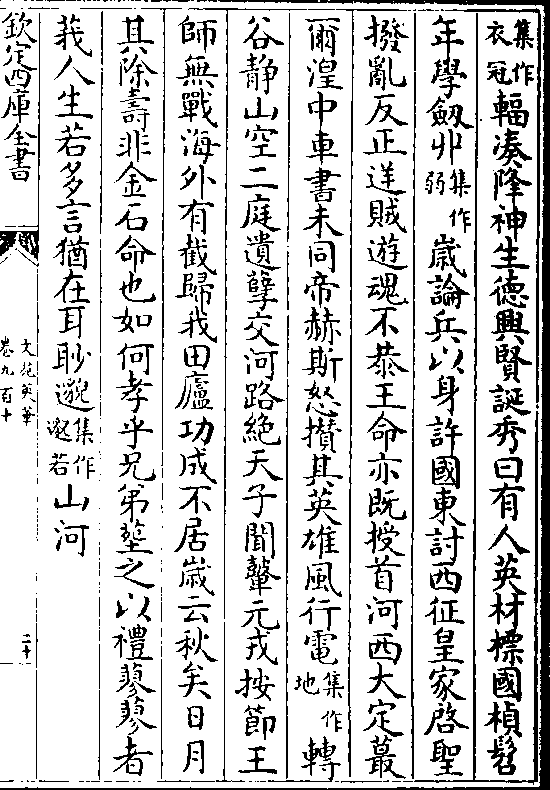 集作衣冠輻湊隆神生德興賢誕秀曰有人英材標國楨髫
年學劒丱集作弱歲論兵以身許國東討西征皇家啓聖
撥亂反正逆賊遊魂不恭王命亦既授首河西大定蕞
爾湟中車書未同帝赫斯怒攅其英雄風行電集作地轉
谷静山空二庭遺孽交河路絶天子聞鼙元戎按節王
師無戰海外有截歸我田廬功成不居歲云秋矣日月
其除壽非金石命也如何孝乎兄弟塟之以禮蓼蓼者
莪人生若多言猶在耳眇邈集作邈若山河
欽定四庫全書
文苑英華
卷九百十
二十